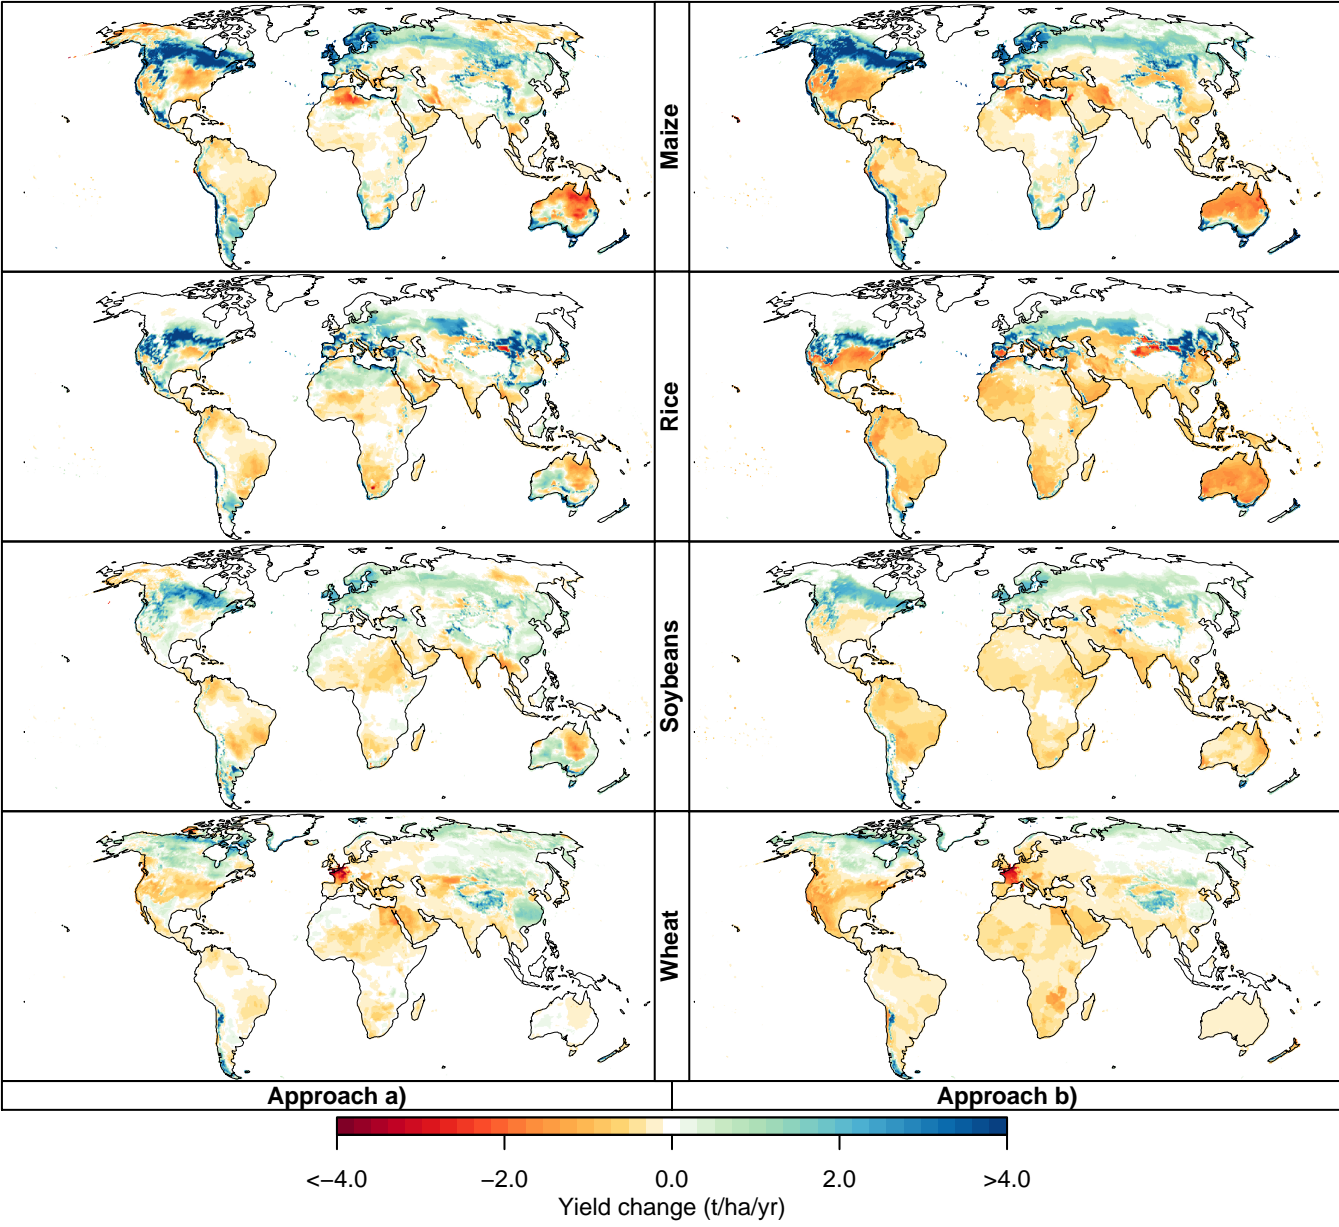 Maize
Rice
Soybeans
Wheat
Approach a)
Approach b)
<−4.0
−2.0
0.0
2.0
>4.0
Yield change (t/ha/yr)